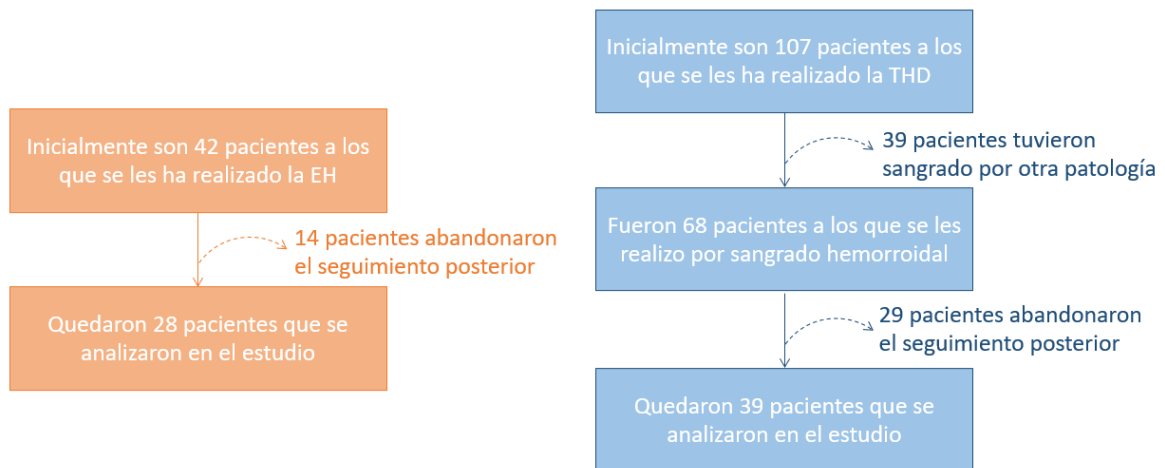 Inicialmente son 42 pacientes a los
que se les ha realizado la EH
14 pacientes abandonaron
el seguimiento posterior
Quedaron 28 pacientes que se
analizaron en el estudio
Inicialmente son 107 pacientes a los
que se les ha realizado la THD
39 pacientes tuvieron
sangrado por otra patología
Fueron 68 pacientes a los que se les
realizo por sangrado hemorroidal
29 pacientes abandonaron
el seguimiento posterior
Quedaron 39 pacientes que se
analizaron en el estudio